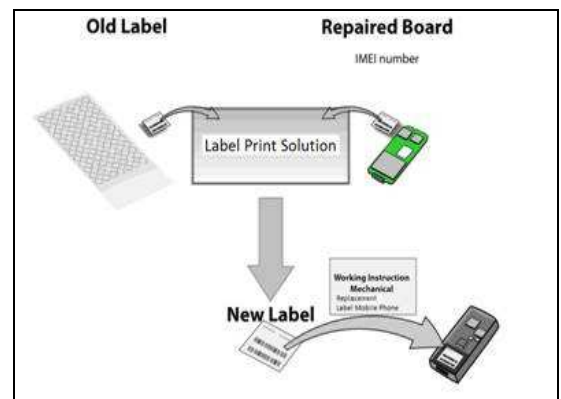 Old Label
Repaired Board
IMEI number
Label Print Solution
Working Instruction
Mechanical
Replacement
Label Mobile Phone
New Label